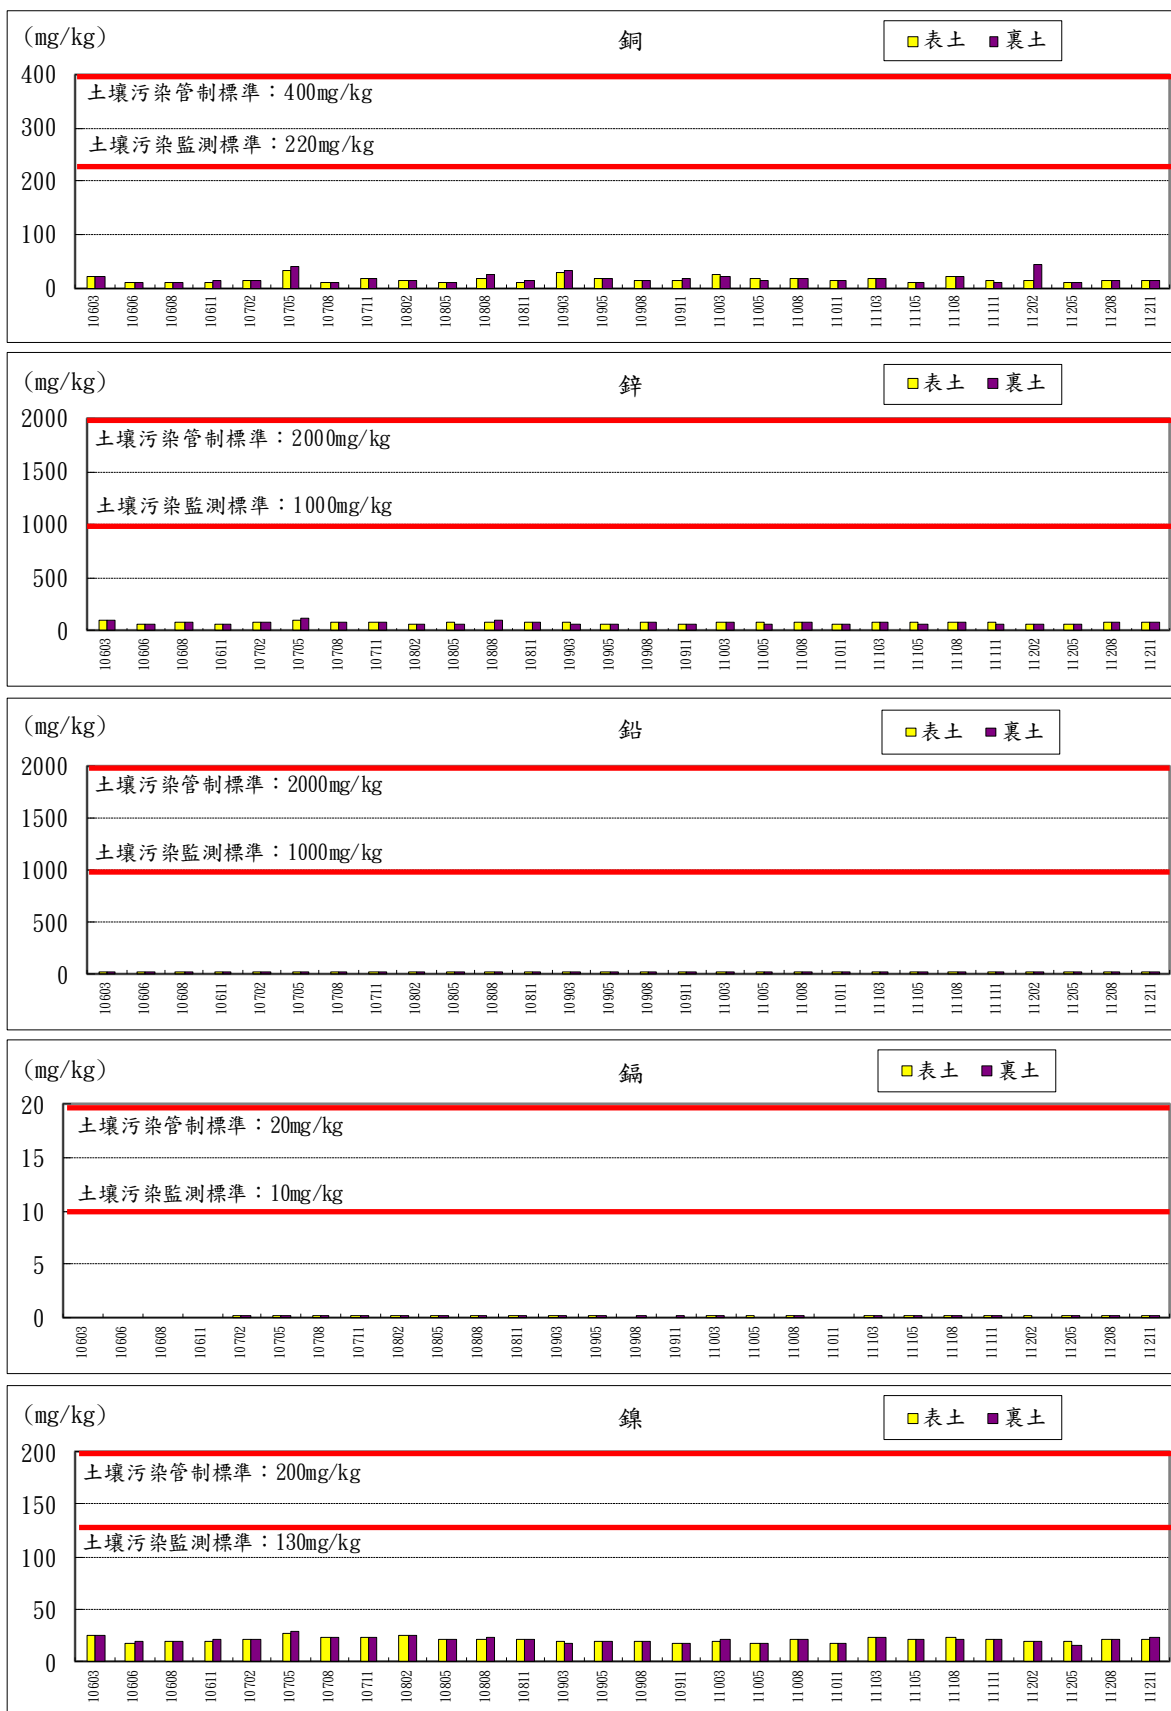 (mg/kg)
銅
表土 裏土
400
土壤污染管制標準：400mg/kg
300
土壤污染監測標準：220mg/kg
200
100
0
10603 10606 10608 10611 10702 10705 10708 10711 10802 10805 10808 10811 10903 10905 10908 10911 11003 11005 11008 11011 11103 11105 11108 11111 11202 11205 11208 11211
(mg/kg)
鋅
表土 裏土
2000
土壤污染管制標準：2000mg/kg
1500
土壤污染監測標準：1000mg/kg
1000
500
0
10603 10606 10608 10611 10702 10705 10708 10711 10802 10805 10808 10811 10903 10905 10908 10911 11003 11005 11008 11011 11103 11105 11108 11111 11202 11205 11208 11211
(mg/kg)
鉛
表土 裏土
2000
土壤污染管制標準：2000mg/kg
1500
土壤污染監測標準：1000mg/kg
1000
500
0
10603 10606 10608 10611 10702 10705 10708 10711 10802 10805 10808 10811 10903 10905 10908 10911 11003 11005 11008 11011 11103 11105 11108 11111 11202 11205 11208 11211
(mg/kg)
鎘
表土 裏土
20
土壤污染管制標準：20mg/kg
15
土壤污染監測標準：10mg/kg
10
5
0
10603 10606 10608 10611 10702 10705 10708 10711 10802 10805 10808 10811 10903 10905 10908 10911 11003 11005 11008 11011 11103 11105 11108 11111 11202 11205 11208 11211
(mg/kg)
鎳
表土 裏土
200
土壤污染管制標準：200mg/kg
150
土壤污染監測標準：130mg/kg
100
50
0
10603 10606 10608 10611 10702 10705 10708 10711 10802 10805 10808 10811 10903 10905 10908 10911 11003 11005 11008 11011 11103 11105 11108 11111 11202 11205 11208 11211